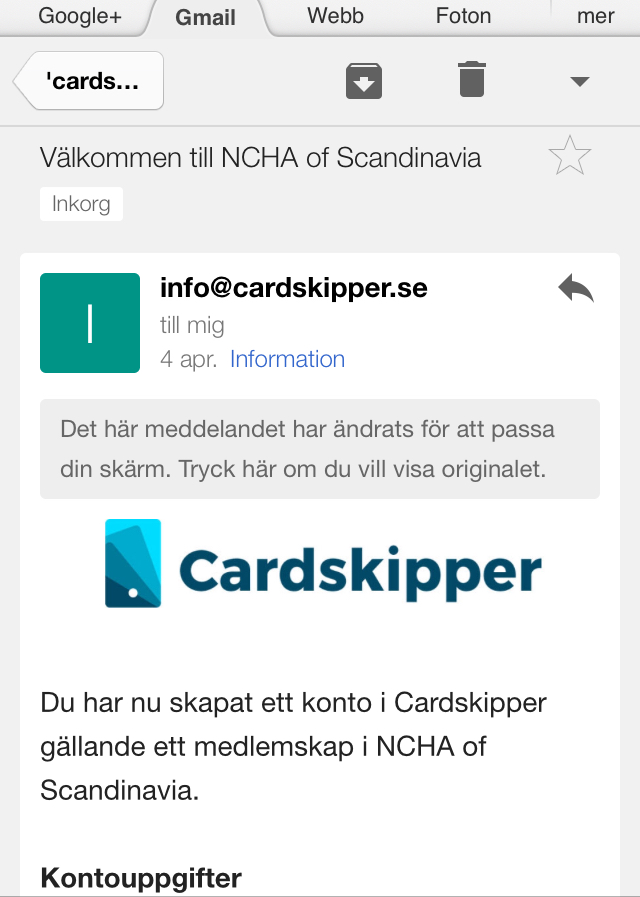 Google+ Gmail Webb Foton mer
'cards...
Välkommen till NCHA of Scandinavia
Inkorg
I
info@cardskipper.se
till mig
4 apr. Information
Det här meddelandet har ändrats för att passa
din skärm. Tryck här om du vill visa originalet.
Cardskipper
Du har nu skapat ett konto i Cardskipper
gällande ett medlemskap i NCHA of
Scandinavia.
Kontouppgifter